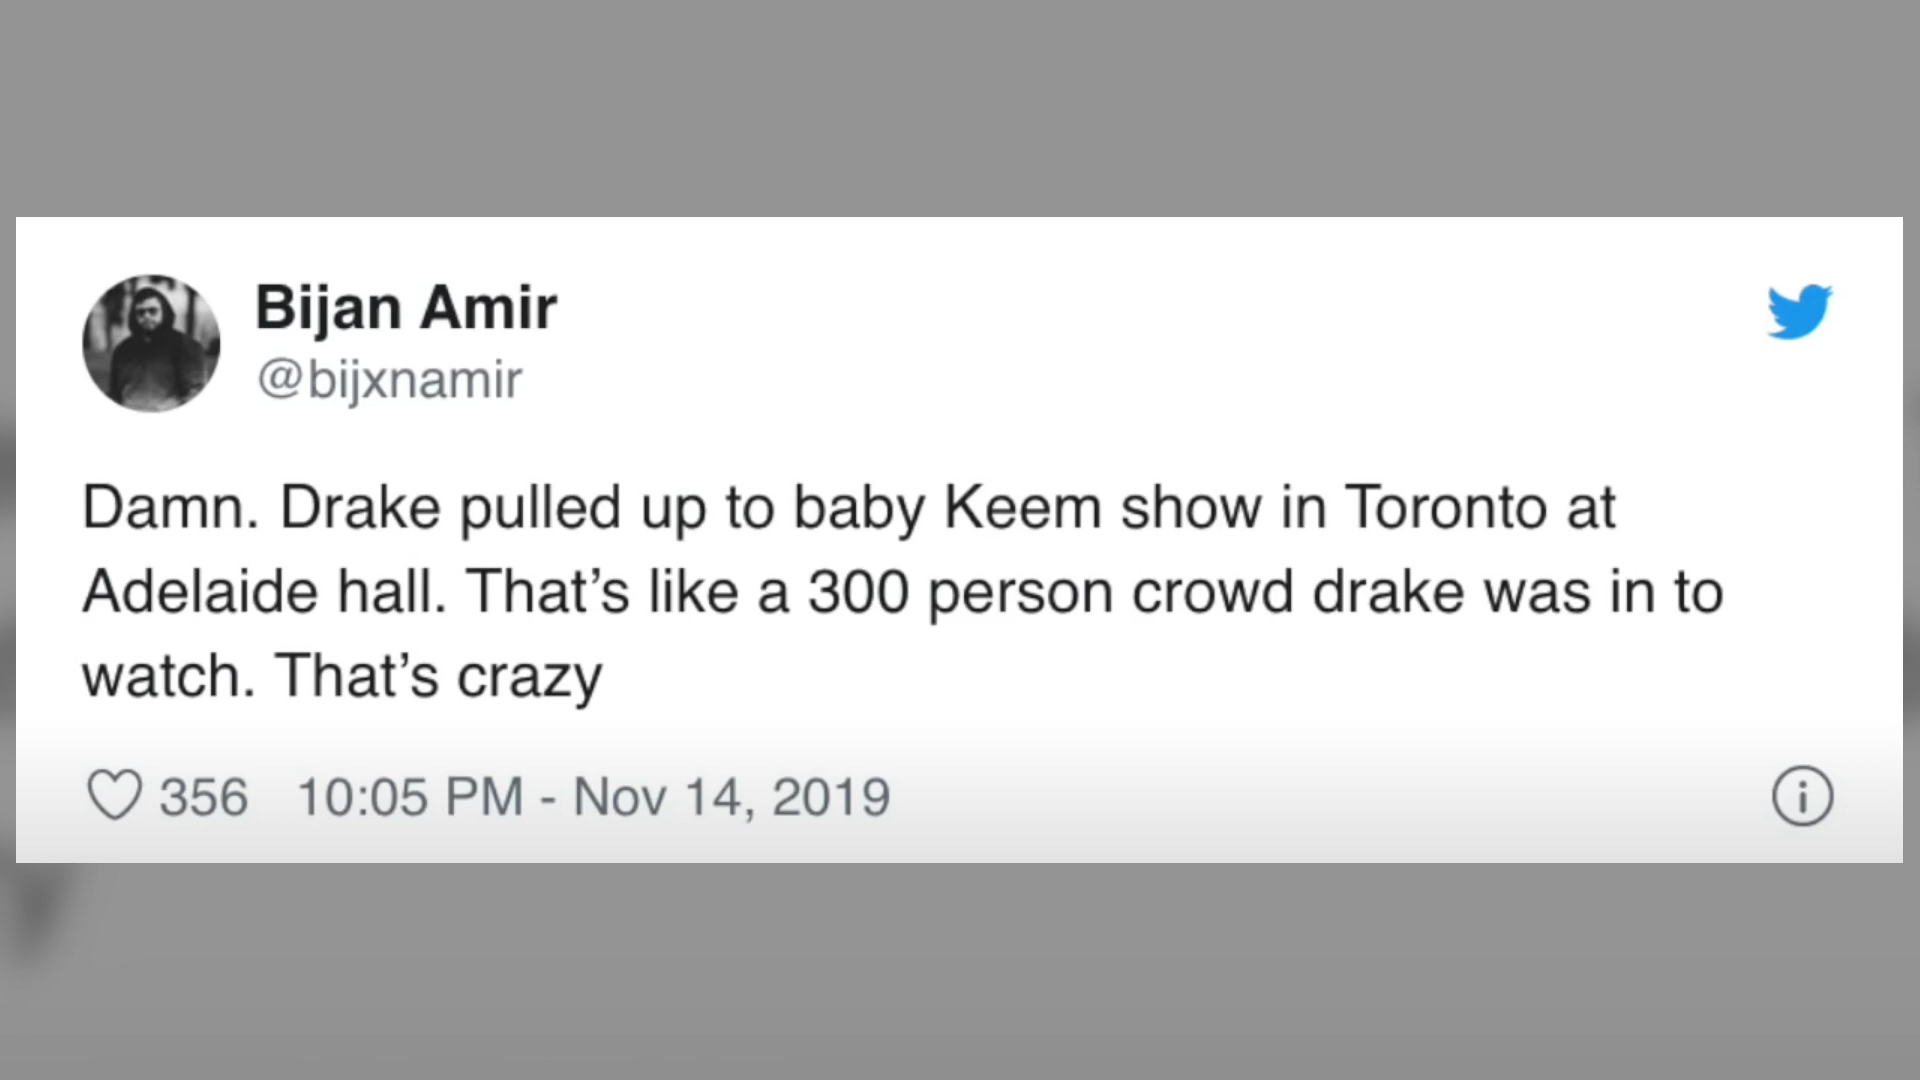 Bijan Amir
@bijxnamir
Damn. Drake pulled up to baby Keem show in Toronto at
Adelaide hall. That’s like a 300 person crowd drake was in to
watch. That’s crazy
356 10:05 PM - Nov 14, 2019